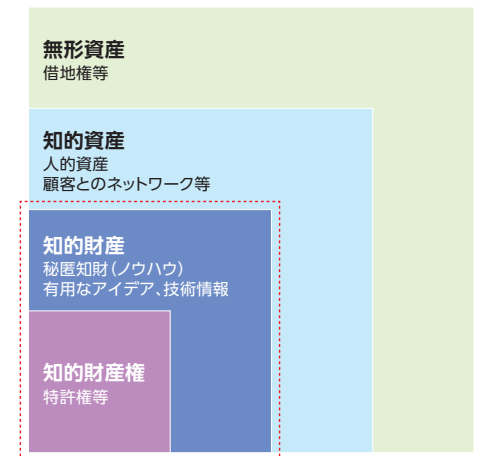 無形資産
借地権等
知的資産
人的資産
顧客とのネットワーク等
知的財産
秘匿知財（ノウハウ）
有用なアイデア、技術情報
知的財産権
特許権等